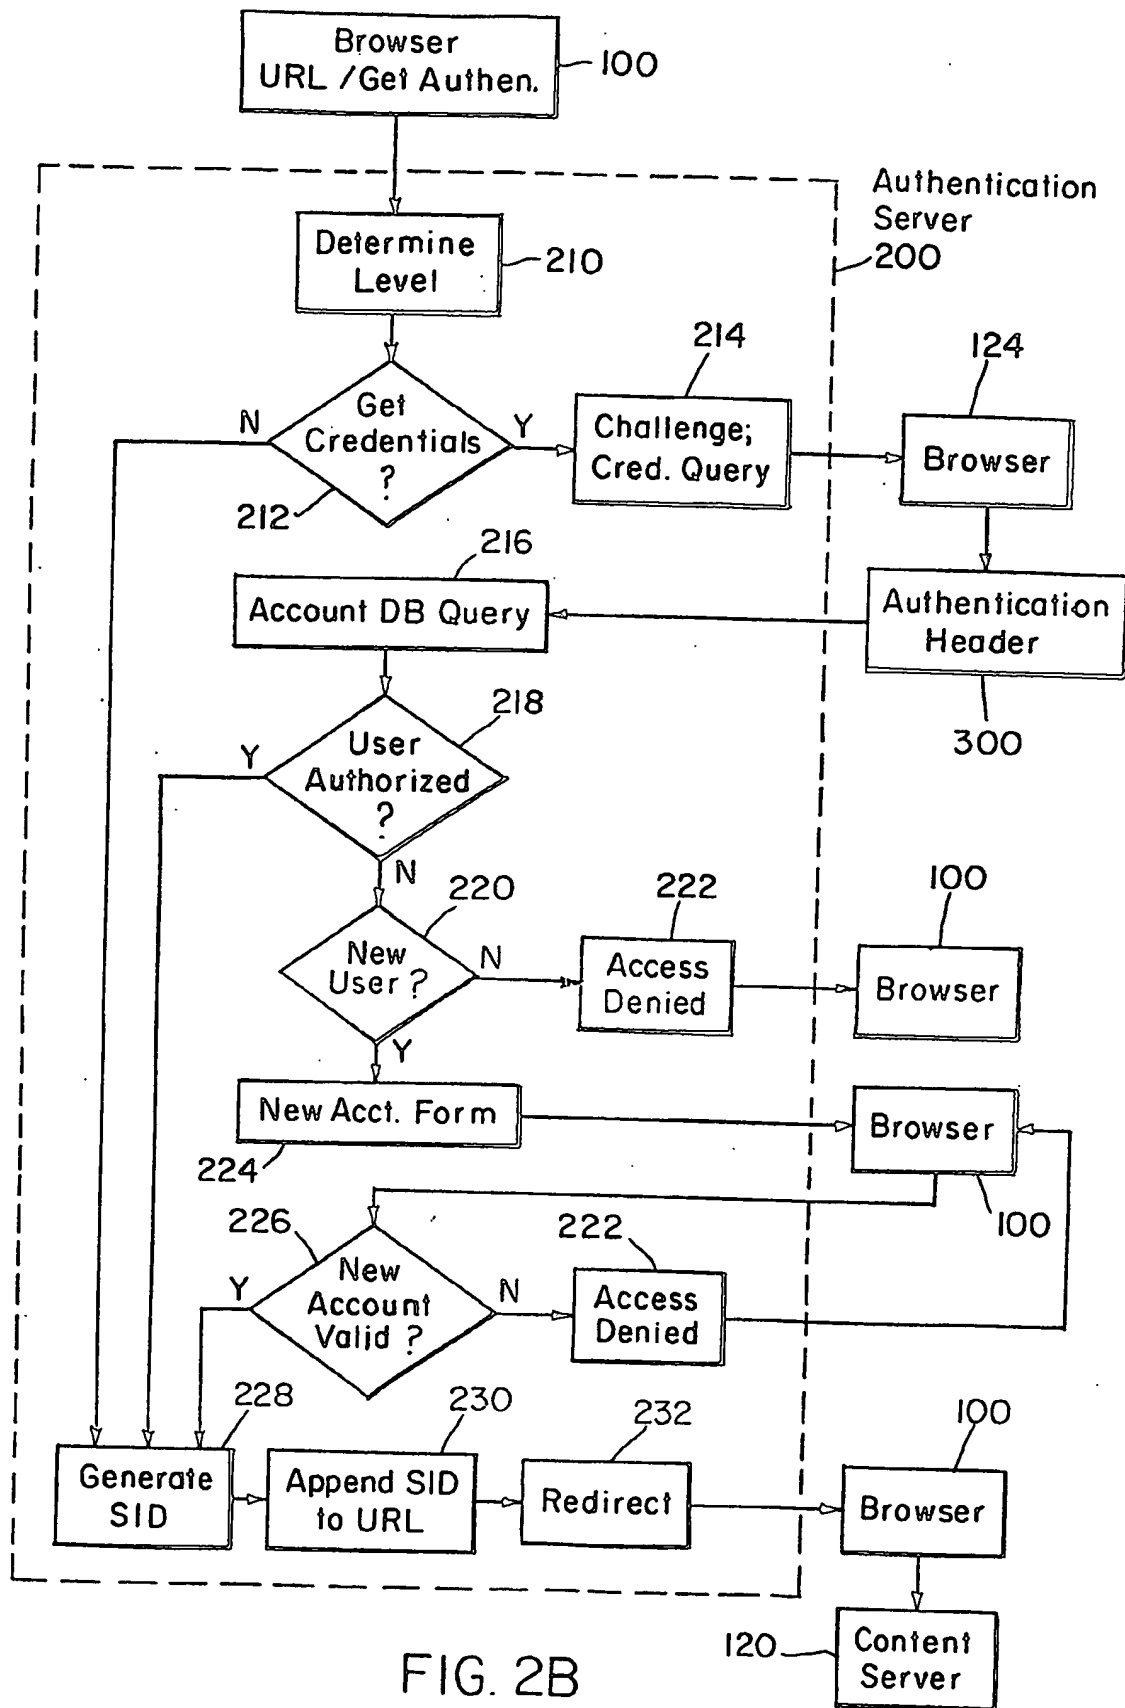 Browser
URL /Get Authen.
100
Authentication
Server
200
Determine
Level
210
214
124
N
Get
Credentials
?
Y
212
Challenge;
Cred. Query
Browser
216
Account DB Query
Authentication
Header
300
218
Y
User
Authorized
?
N
220
222
100
New
User ?
N
Access
Denied
Browser
Y
New Acct. Form
224
Browser
100
226
222
Y
New
Account
Valid ?
N
Access
Denied
228
230
232
100
Generate
SID
Append SID
to URL
Redirect
Browser
120
Content
Server
FIG. 2B